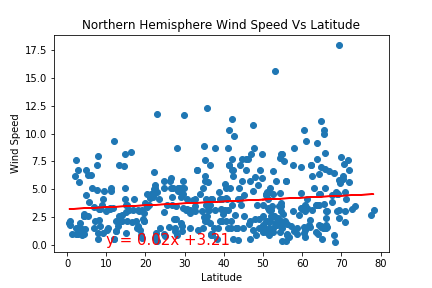 Northern Hemisphere Wind Speed Vs Latitude
17.5
15.0
12.5
10.0
7.5
5.0
2.5
0.0
Wind Speed
y = 0.02x +3.21
0 10 20 30 40 50 60 70 80
Latitude